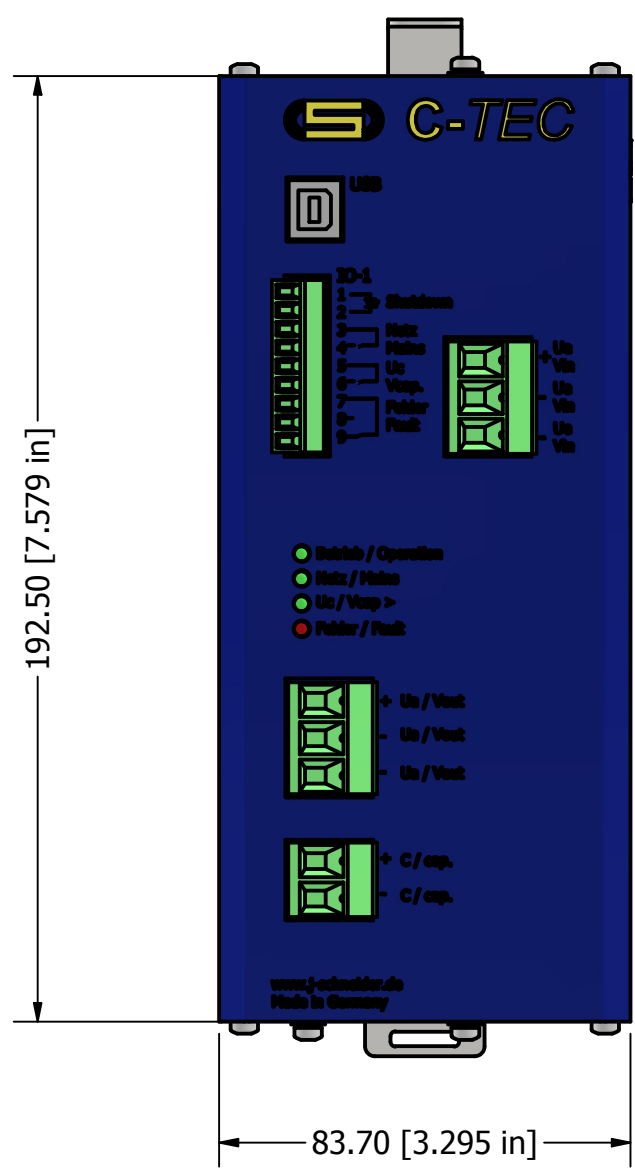 C-TEC
USB
IO-1
1
2
Shutdown
3
Netz
4
Mains
5
Uc
6
Vcap.
7
Fehler
8
Fault
9
+ Ue
Vin
- Ue
Vin
- Ue
Vin
Betrieb / Operation
Netz / Mains
Uc / Vcap >
Fehler / Fault
+ Ua / Vout
- Ua / Vout
- Ua / Vout
+ C / cap.
- C / cap.
www.j-schneider.de
Made in Germany
192.50 [7.579 in]
83.70 [3.295 in]